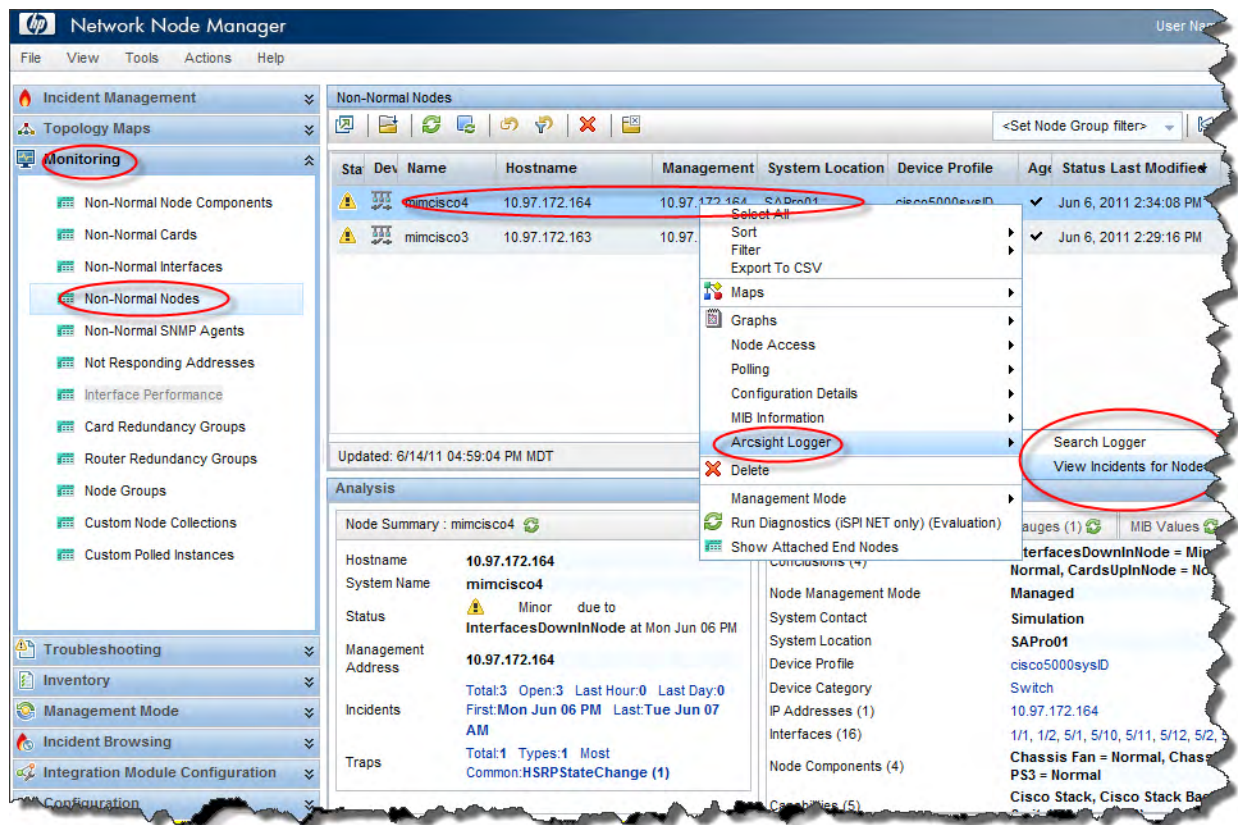 hp Network Node Manager
User Nam
File View Tools Actions Help
Incident Management
Topology Maps
Monitoring
Non-Normal Node Components
Non-Normal Cards
Non-Normal Interfaces
Non-Normal Nodes
Non-Normal SNMP Agents
Not Responding Addresses
Interface Performance
Card Redundancy Groups
Router Redundancy Groups
Node Groups
Custom Node Collections
Custom Polled Instances
Troubleshooting
Inventory
Management Mode
Incident Browsing
Integration Module Configuration
Configuration
Non-Normal Nodes
<Set Node Group filter>
Sta Dev Name Hostname Management System Location Device Profile Age Status Last Modified
mimcisco4 10.97.172.164 10.97.172.164 SAPro01 cisco5000sysID Jun 6, 2011 2:34:08 PM
mimcisco3 10.97.172.163 10.97. Jun 6, 2011 2:29:16 PM
Select All
Sort
Filter
Export To CSV
Maps
Graphs
Node Access
Polling
Configuration Details
MIB Information
Arcsight Logger
Delete
Management Mode
Run Diagnostics (iSPI NET only) (Evaluation)
Show Attached End Nodes
Search Logger
View Incidents for Node
Updated: 6/14/11 04:59:04 PM MDT
Analysis
Node Summary : mimcisco4
Hostname 10.97.172.164
System Name mimcisco4
Status Minor due to
InterfacesDownInNode at Mon Jun 06 PM
Management Address 10.97.172.164
Incidents Total:3 Open:3 Last Hour:0 Last Day:0
First:Mon Jun 06 PM Last:Tue Jun 07
AM
Traps Total:1 Types:1 Most
Common:HSRPStateChange (1)
auges (1) MIB Values
Conclusions (4) terfacesDownInNode = Min
Normal, CardsUpInNode = No
Node Management Mode Managed
System Contact Simulation
System Location SAPro01
Device Profile cisco5000sysID
Device Category Switch
IP Addresses (1) 10.97.172.164
Interfaces (16) 1/1, 1/2, 5/1, 5/10, 5/11, 5/12, 5/2, 5
Node Components (4) Chassis Fan = Normal, Chass
PS3 = Normal
Capabilities (5) Cisco Stack, Cisco Stack Ba